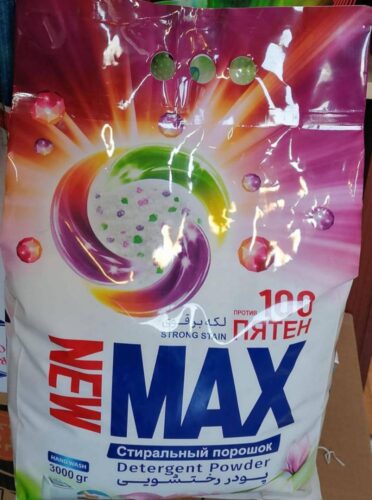 против 100
ПЯТЕН
لکه بر قوی
STRONG STAIN
NEW
MAX
Стиральный порошок
Detergent Powder
پودر رختشویی
HAND WASH
3000 gr